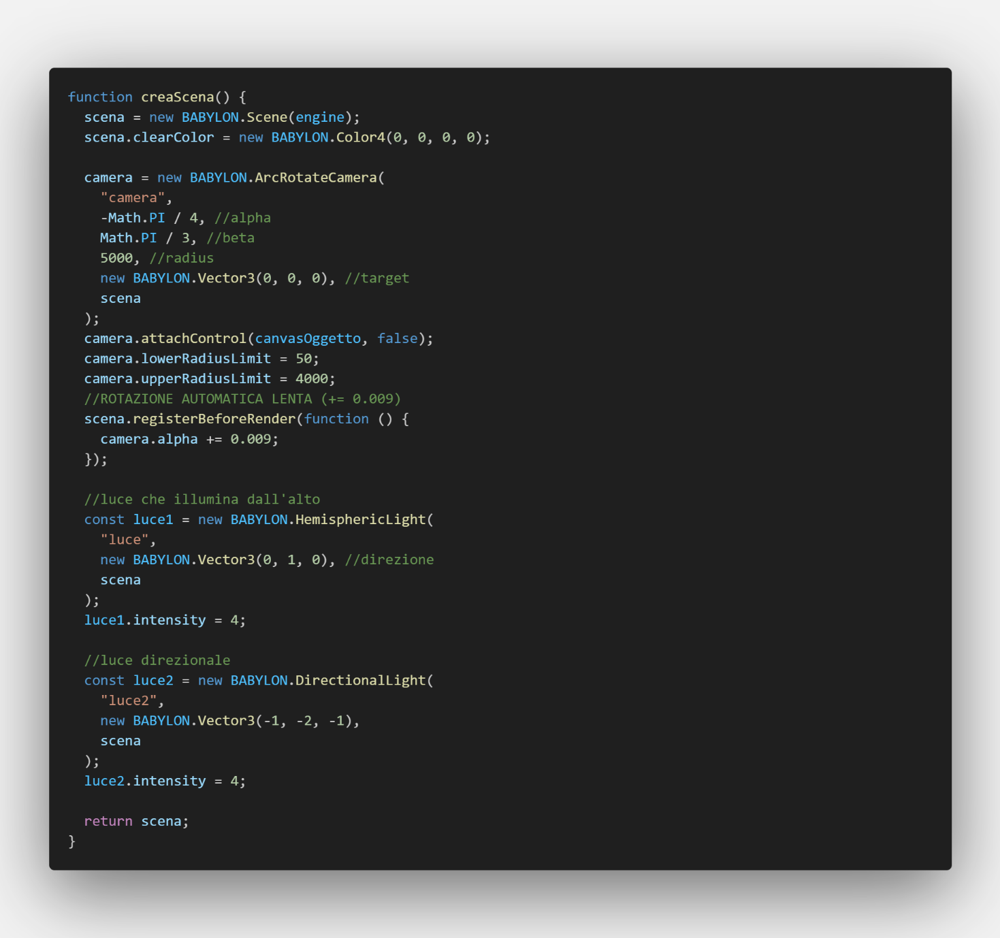 function creaScena() {
  scena = new BABYLON.Scene(engine);
  scena.clearColor = new BABYLON.Color4(0, 0, 0, 0);

  camera = new BABYLON.ArcRotateCamera(
    "camera",
    -Math.PI / 4, //alpha
    Math.PI / 3, //beta
    5000, //radius
    new BABYLON.Vector3(0, 0, 0), //target
    scena
  );
  camera.attachControl(canvasOggetto, false);
  camera.lowerRadiusLimit = 50;
  camera.upperRadiusLimit = 4000;
  //ROTAZIONE AUTOMATICA LENTA (+= 0.009)
  scena.registerBeforeRender(function () {
    camera.alpha += 0.009;
  });

  //luce che illumina dall'alto
  const luce1 = new BABYLON.HemisphericLight(
    "luce",
    new BABYLON.Vector3(0, 1, 0), //direzione
    scena
  );
  luce1.intensity = 4;

  //luce direzionale
  const luce2 = new BABYLON.DirectionalLight(
    "luce2",
    new BABYLON.Vector3(-1, -2, -1),
    scena
  );
  luce2.intensity = 4;

  return scena;
}